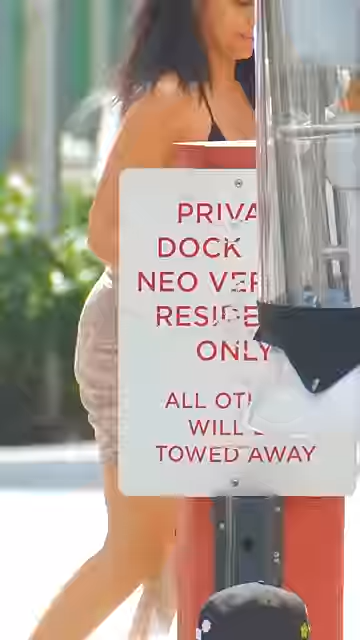 PRIVA
DOCK
NEO VER
RESIDE
ONLY
ALL OT
WILL
TOWED AWAY